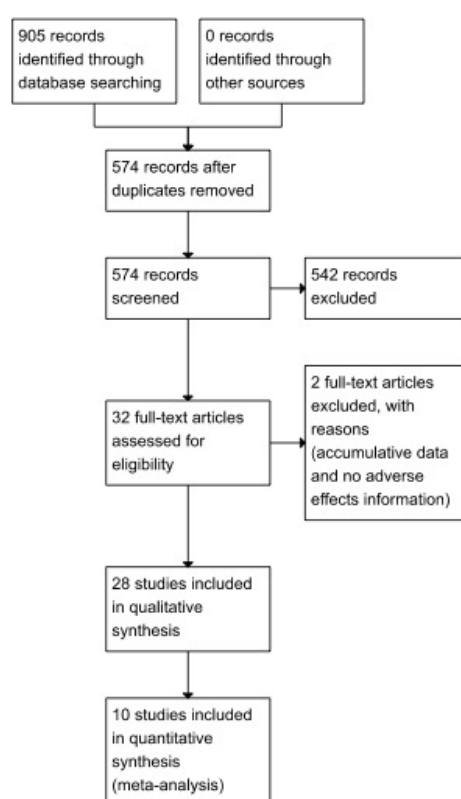 905 records
identified through
database searching
0 records
identified through
other sources
574 records after
duplicates removed
574 records
screened
542 records
excluded
32 full-text articles
assessed for
eligibility
2 full-text articles
excluded, with
reasons
(accumulative data
and no adverse
effects information)
28 studies included
in qualitative
synthesis
10 studies included
in quantitative
synthesis
(meta-analysis)